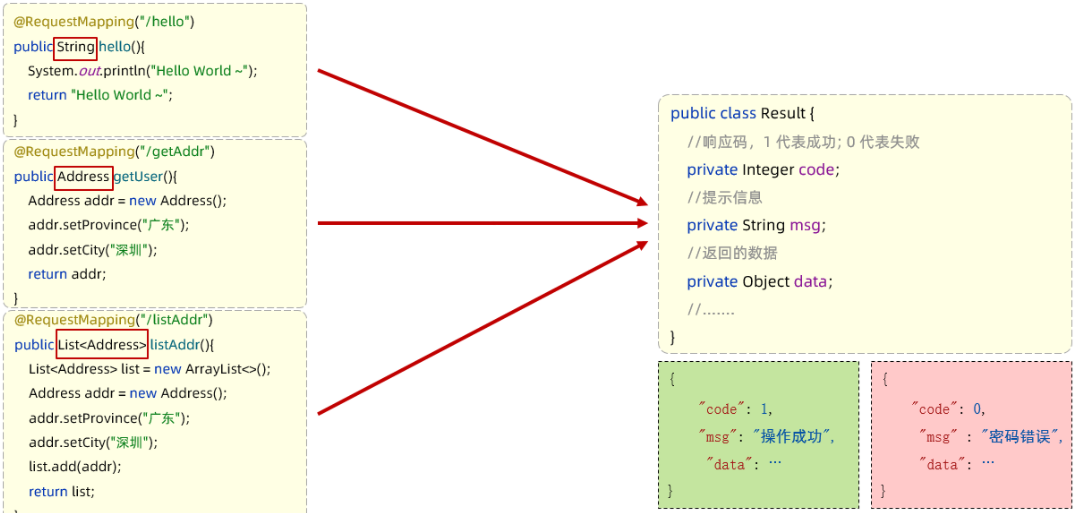 @RequestMapping("/hello")
public String hello(){
System.out.println("Hello World ~");
return "Hello World ~";
}
@RequestMapping("/getAddr")
public Address getUser(){
Address addr = new Address();
addr.setProvince("广东");
addr.setCity("深圳");
return addr;
}
@RequestMapping("/listAddr")
public List<Address> listAddr(){
List<Address> list = new ArrayList<>();
Address addr = new Address();
addr.setProvince("广东");
addr.setCity("深圳");
list.add(addr);
return list;
public class Result {
//响应码，1 代表成功; 0 代表失败
private Integer code;
//提示信息
private String msg;
//返回的数据
private Object data;
//.......
}
{
"code": 1,
"msg": "操作成功",
"data": ···
}
{
"code": 0,
"msg" : "密码错误",
"data": ···
}